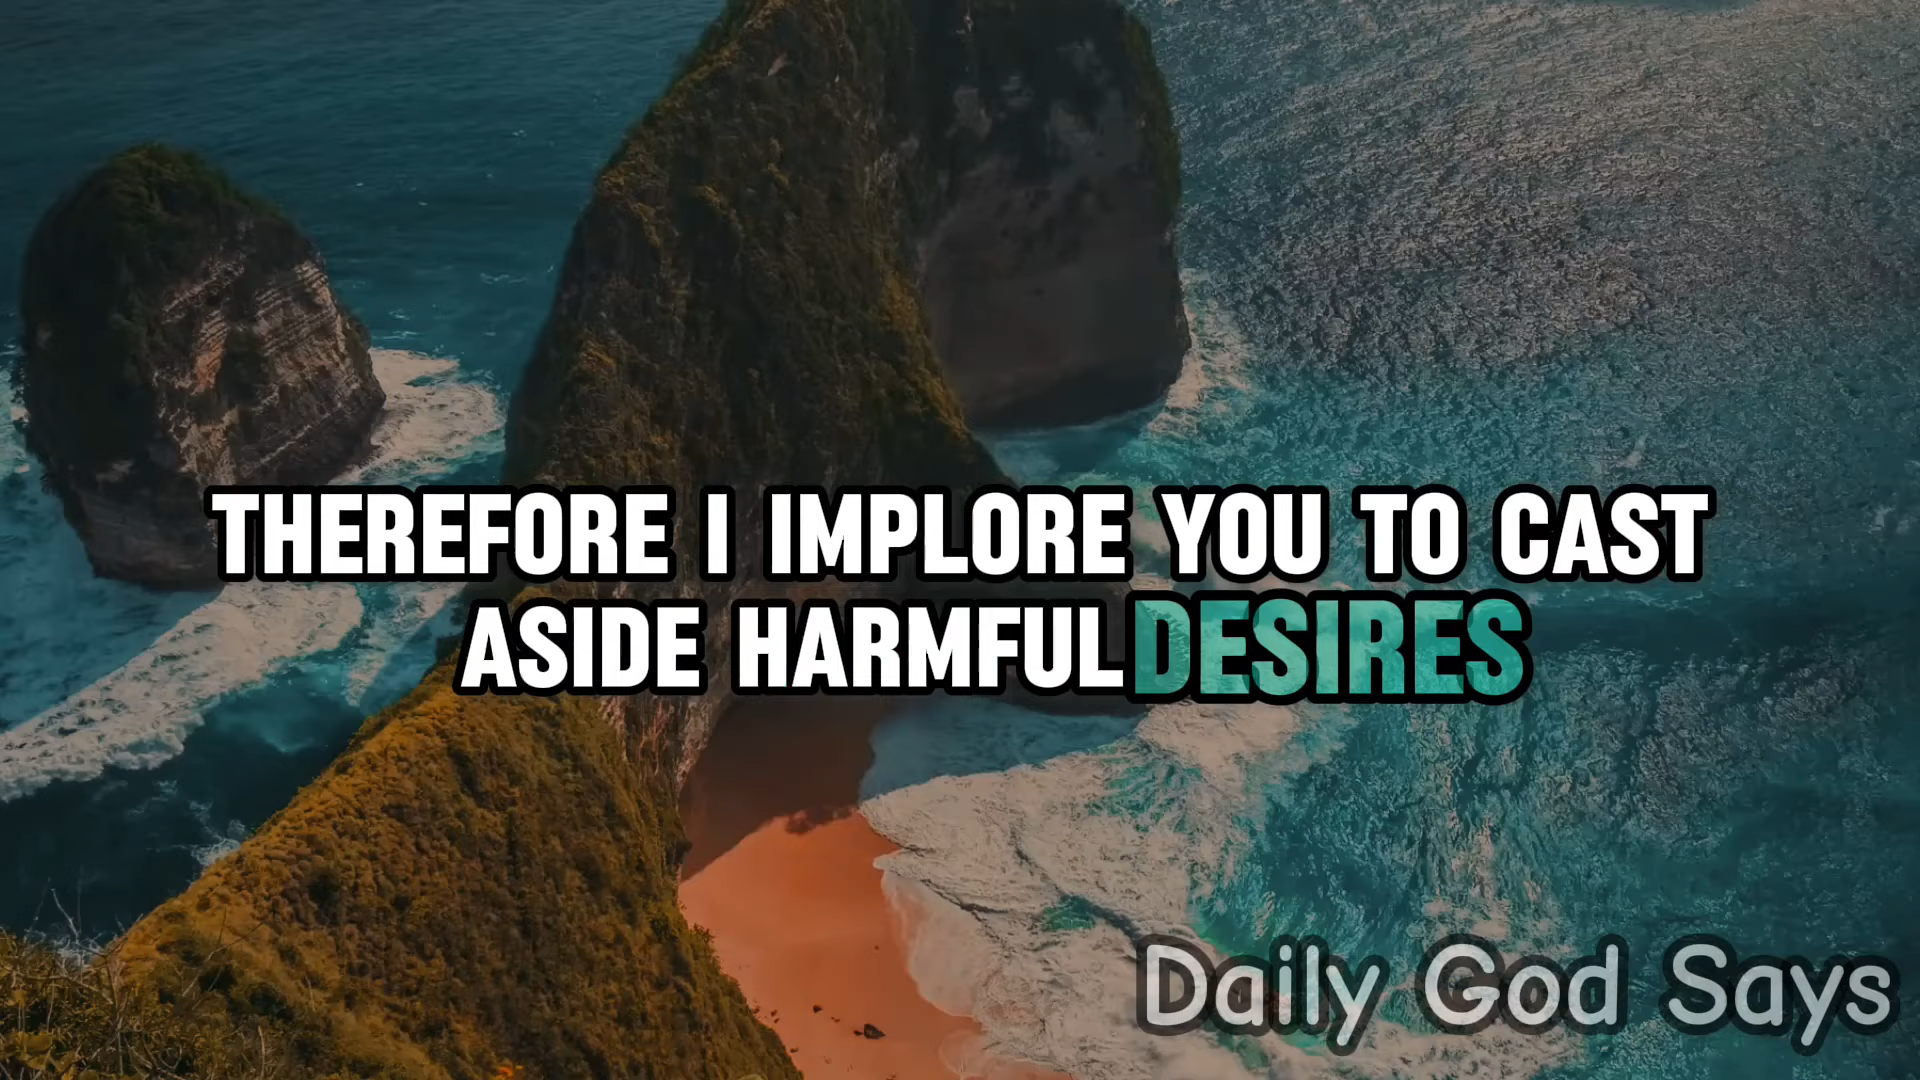 THEREFORE I IMPLORE YOU TO CAST
ASIDE HARMFUL DESIRES
Daily God Says